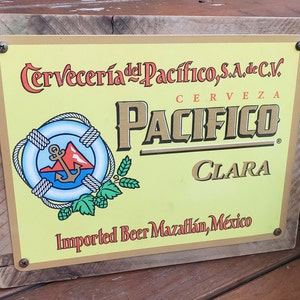 Cervecería del Pacífico, S.A. de C.V.
CERVEZA
PACIFICO®
CLARA
Imported Beer Mazatlán, México